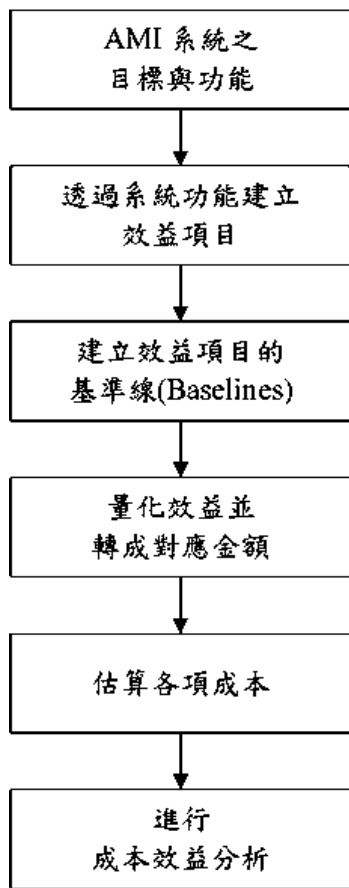 AMI 系統之
目標與功能
透過系統功能建立
效益項目
建立效益項目的
基準線(Baselines)
量化效益並
轉成對應金額
估算各項成本
進行
成本效益分析